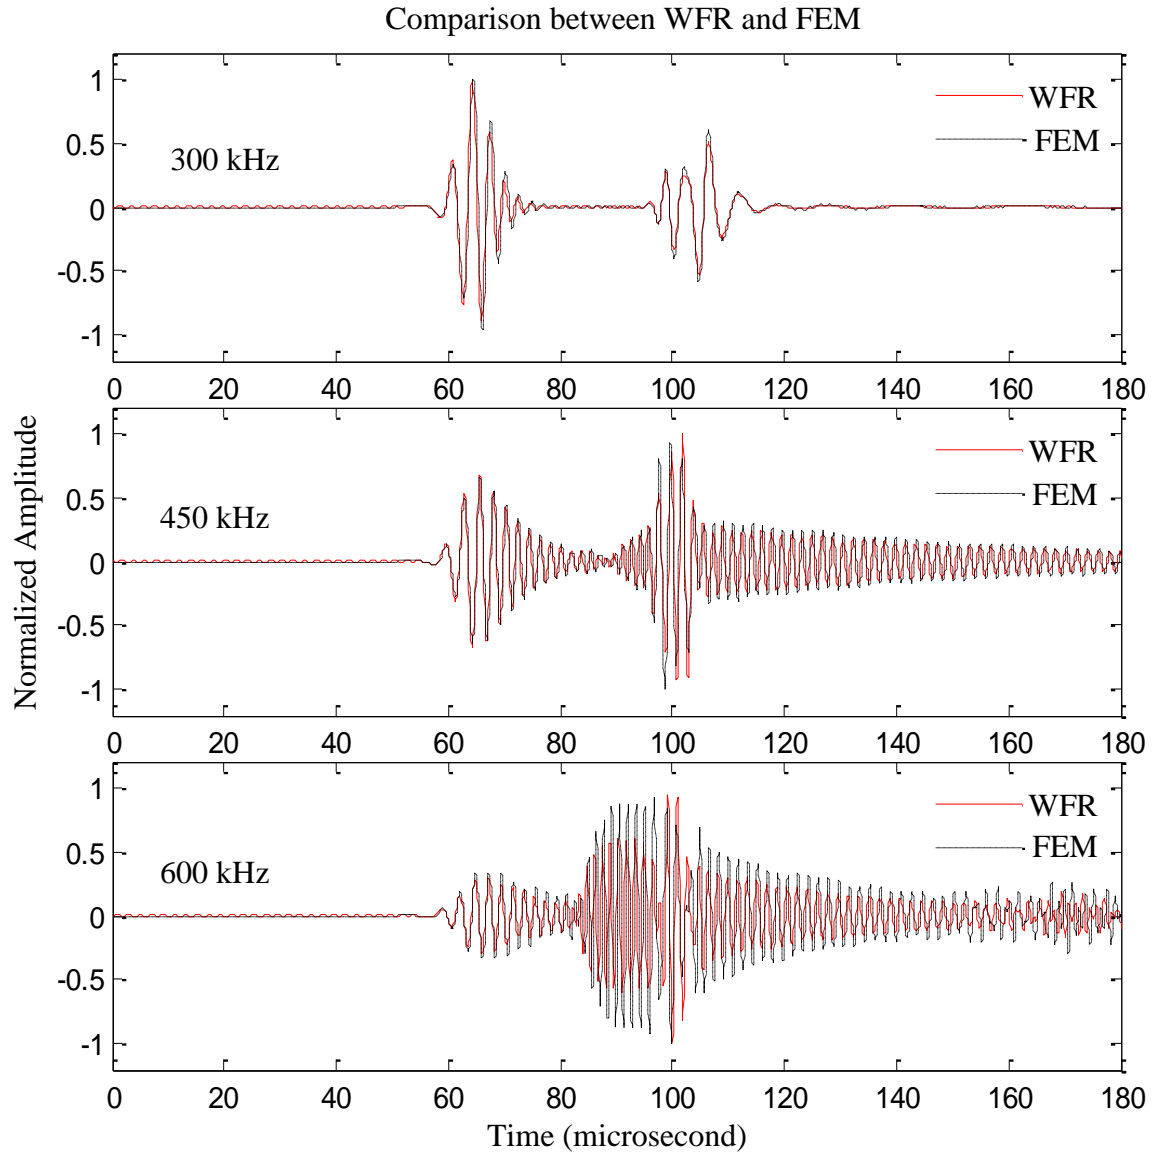 Comparison between WFR and FEM
1
0.5
0
-0.5
-1
300 kHz
WFR
FEM
0 20 40 60 80 100 120 140 160 180
Normalized Amplitude
1
0.5
0
-0.5
-1
450 kHz
WFR
FEM
0 20 40 60 80 100 120 140 160 180
1
0.5
0
-0.5
-1
600 kHz
WFR
FEM
0 20 40 60 80 100 120 140 160 180
Time (microsecond)